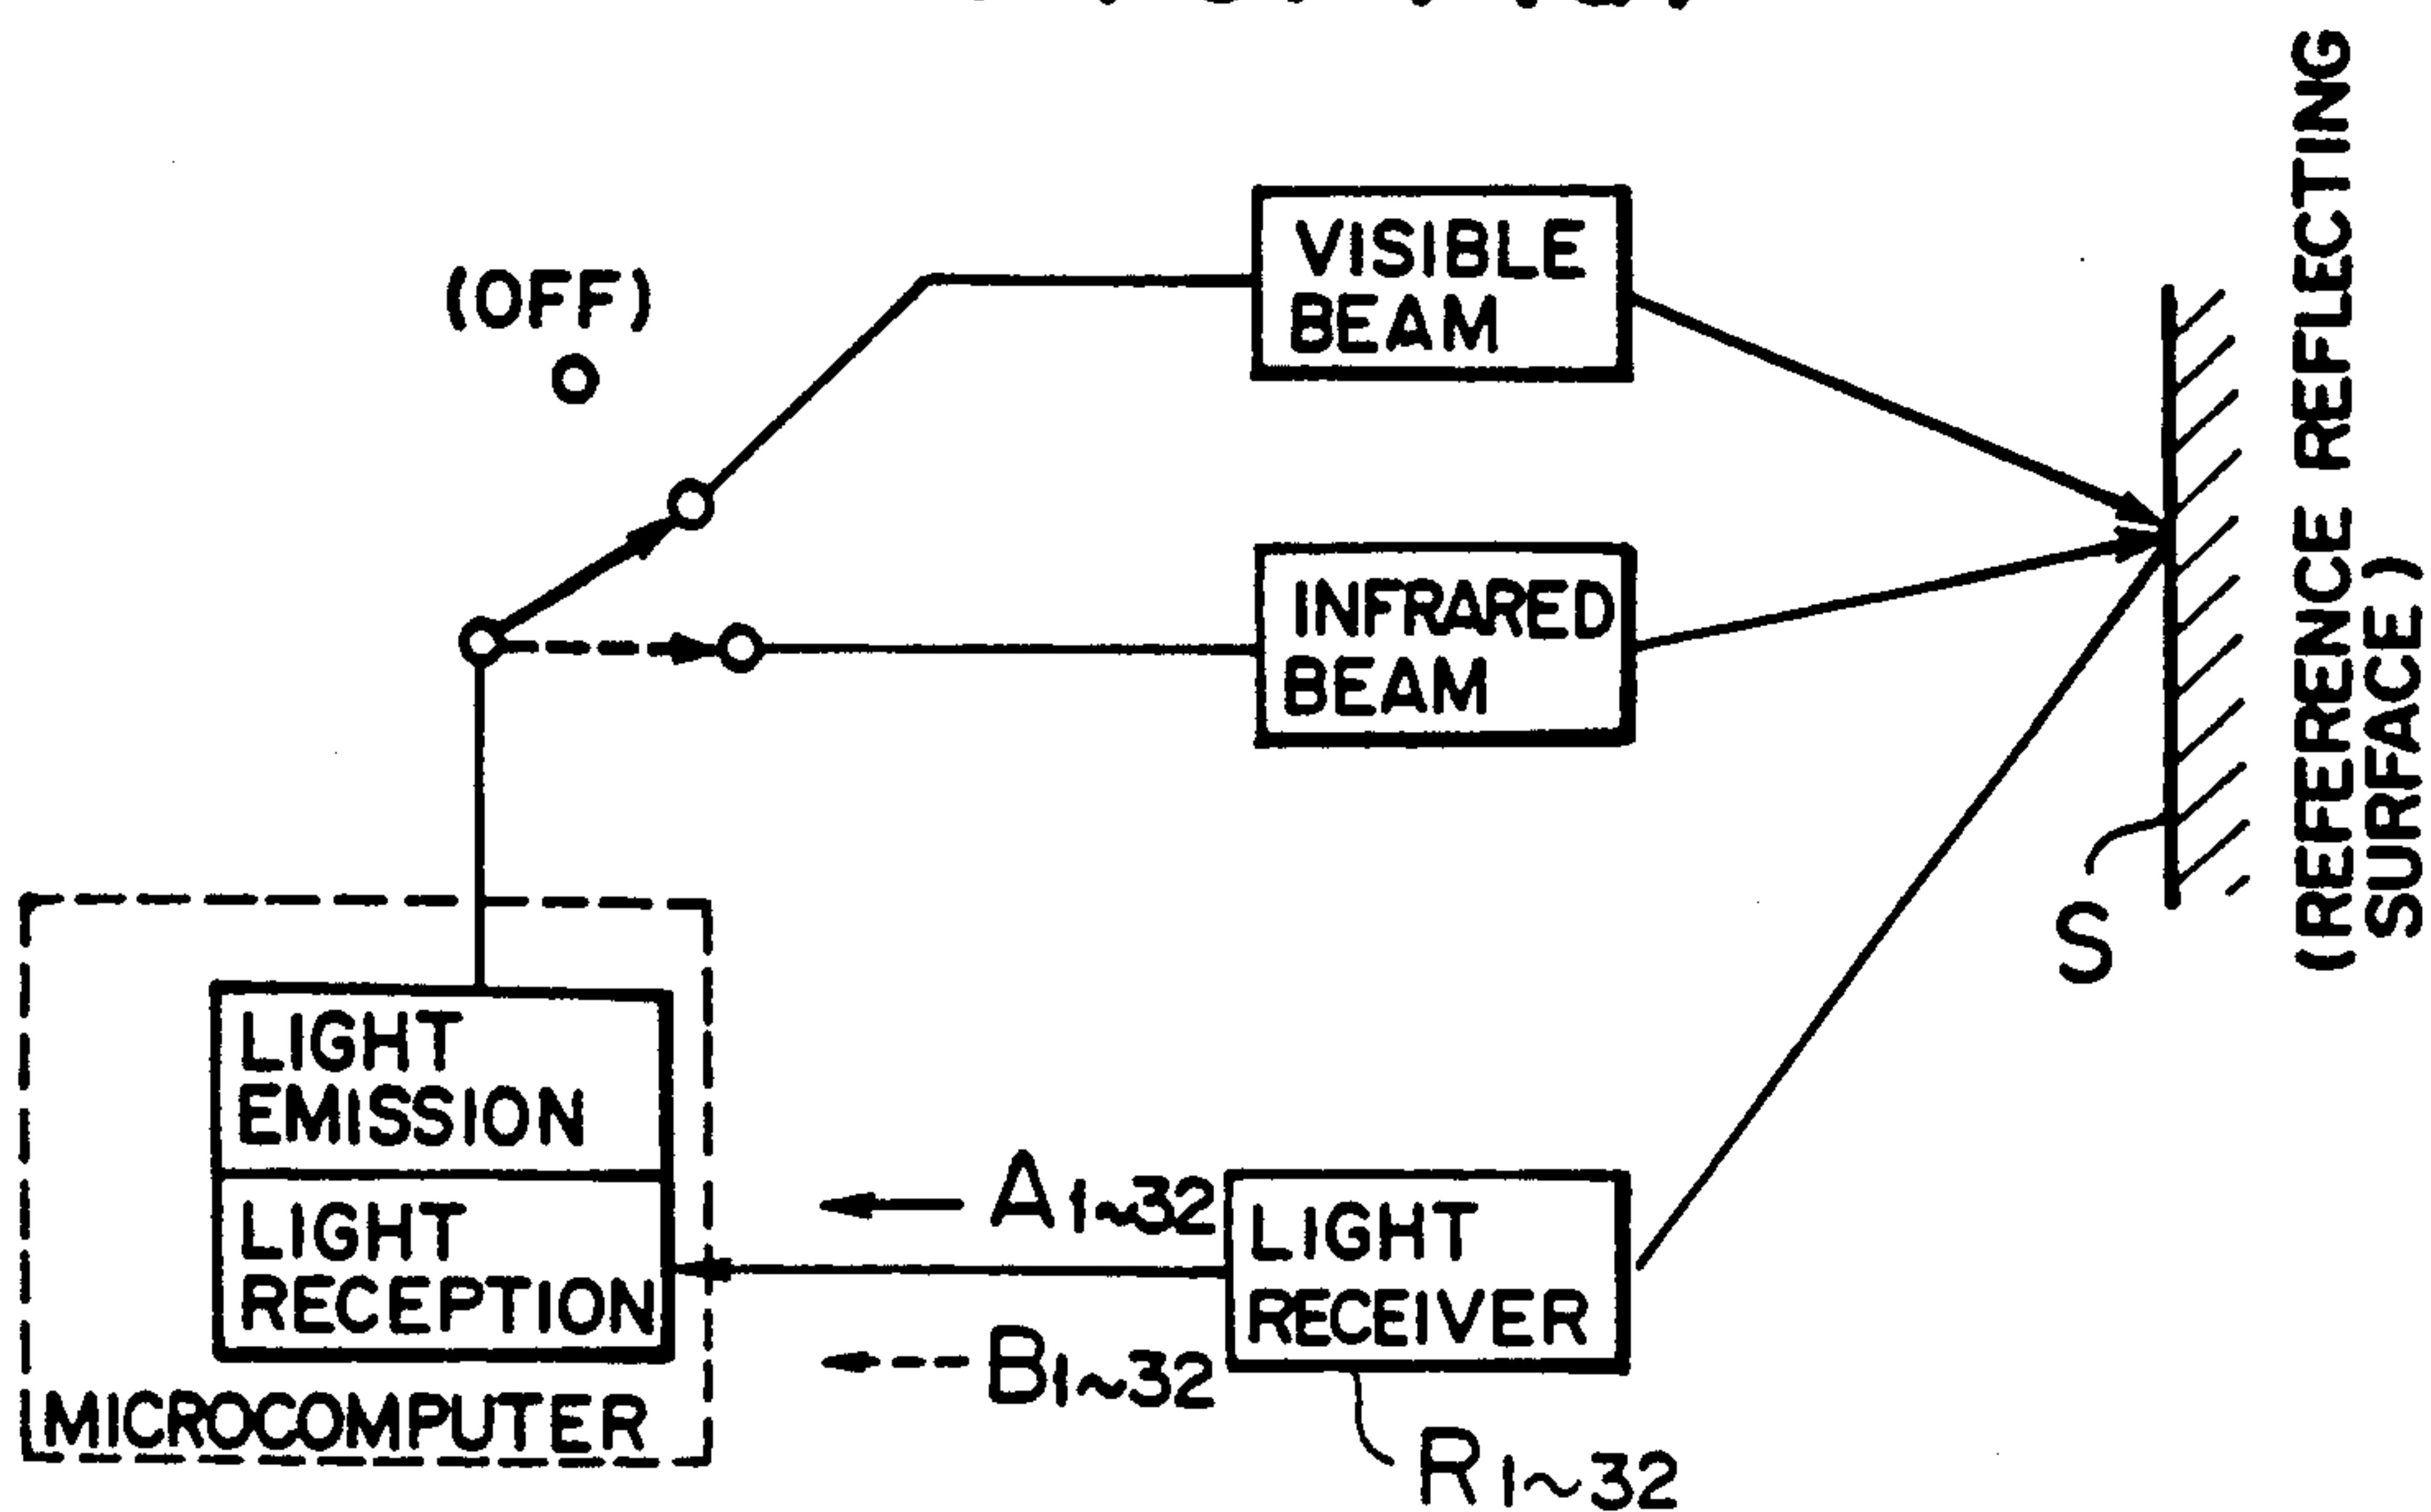 (OFF)
VISIBLE
BEAM
INFRARED
BEAM
(REFERENCE REFLECTING
SURFACE)
S
LIGHT
EMISSION
LIGHT
RECEPTION
MICROCOMPUTER
A1~32
B1~32
LIGHT
RECEIVER
R1~32